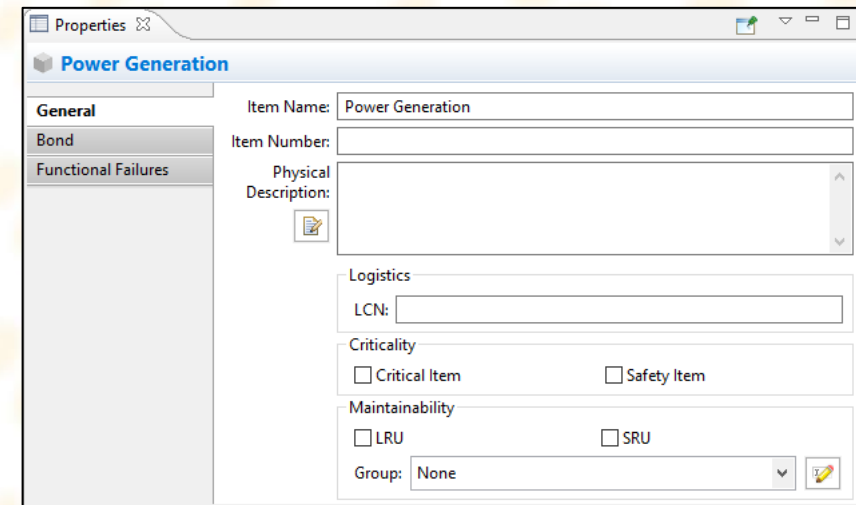 Properties
Power Generation
General
Bond
Functional Failures
Item Name: Power Generation
Item Number:
Physical
Description:
Logistics
LCN:
Criticality
Critical Item Safety Item
Maintainability
LRU SRU
Group: None